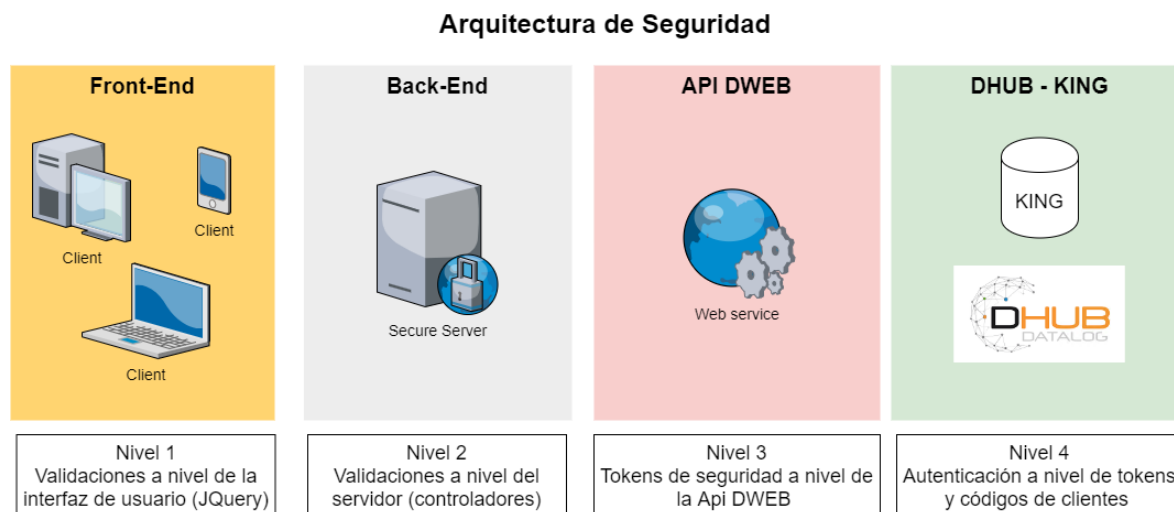 Arquitectura de Seguridad
Front-End
Back-End
API DWEB
DHUB - KING
Client
Client
Client
Secure Server
Web service
KING
DHUB
DATALOG
Nivel 1
Validaciones a nivel de la
interfaz de usuario (JQuery)
Nivel 2
Validaciones a nivel del
servidor (controladores)
Nivel 3
Tokens de seguridad a nivel de
la Api DWEB
Nivel 4
Autenticación a nivel de tokens
y códigos de clientes